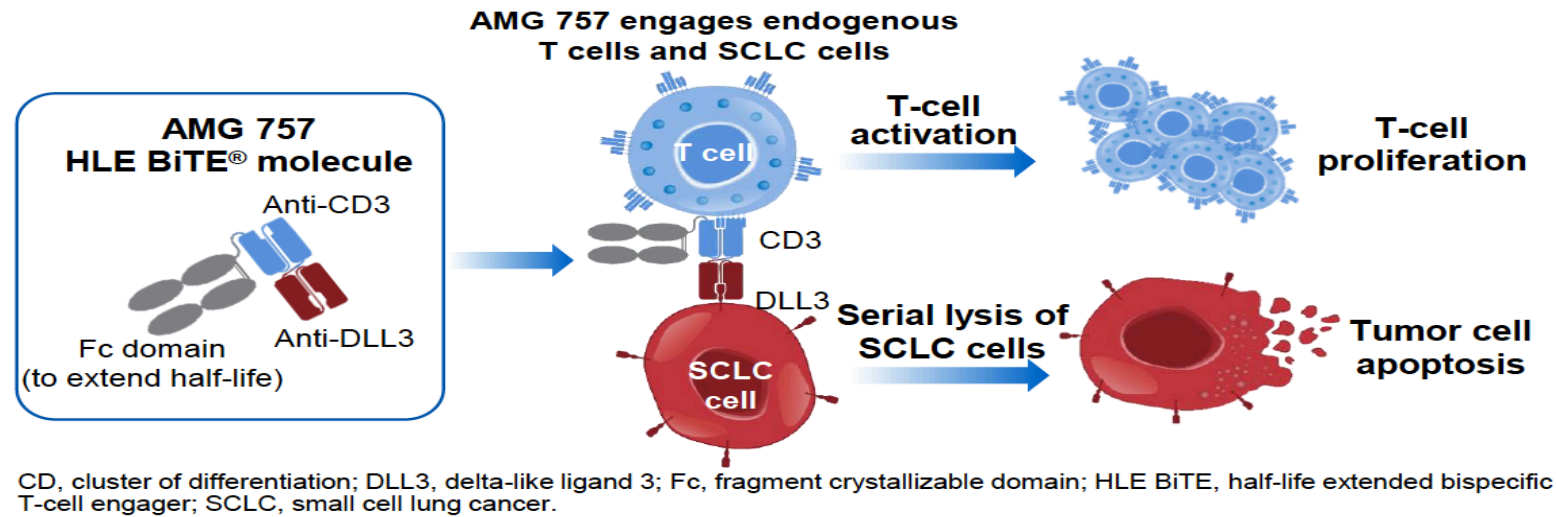 AMG 757 engages endogenous
T cells and SCLC cells
AMG 757
HLE BiTE® molecule
Anti-CD3
Anti-DLL3
Fc domain
(to extend half-life)
T cell
CD3
DLL3
SCLC
cell
T-cell
activation
T-cell
proliferation
Serial lysis of
SCLC cells
Tumor cell
apoptosis
CD, cluster of differentiation; DLL3, delta-like ligand 3; Fc, fragment crystallizable domain; HLE BiTE, half-life extended bispecific
T-cell engager; SCLC, small cell lung cancer.